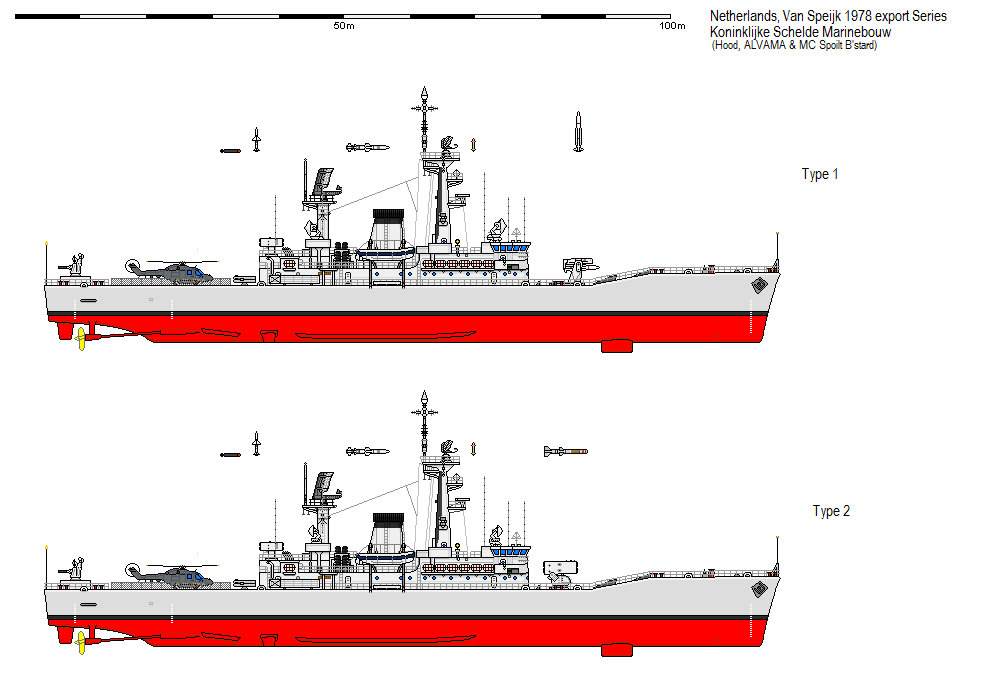 50m
100m
Netherlands, Van Speijk 1978 export Series
Koninklijke Schelde Marinebouw
(Hood, ALVAMA & MC Spoilt B'stard)
Type 1
Type 2